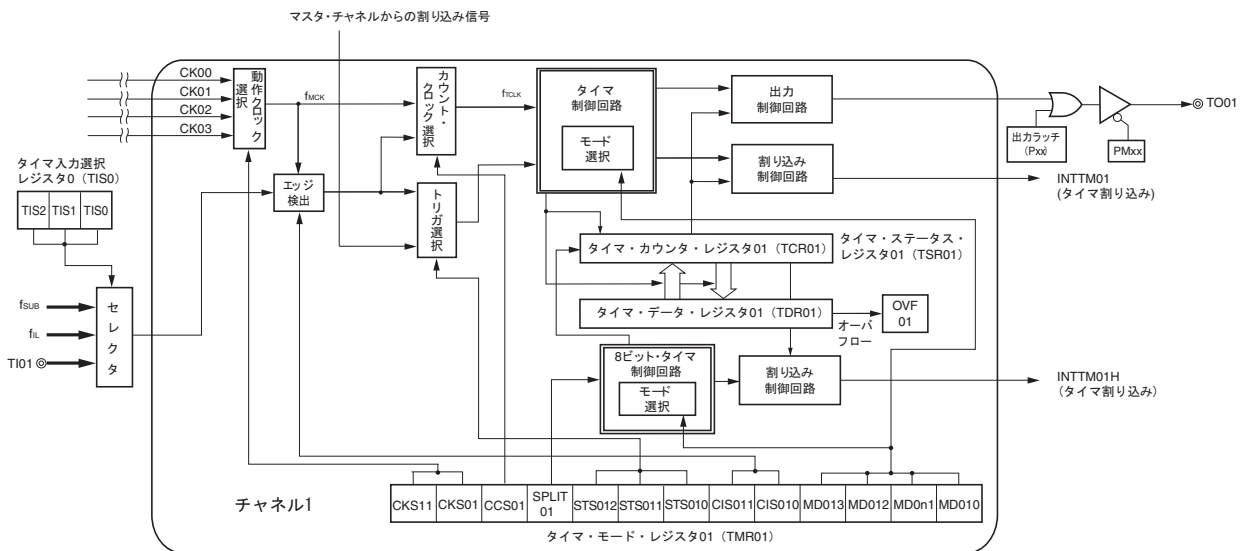 マスタ・チャネルからの割り込み信号
CK00
CK01
CK02
CK03
動作クロック
選択
fMCK
カウント・
クロック選択
fTCLK
タイマ
制御回路
モード
選択
出力
制御回路
出力ラッチ
(Pxx)
PMxx
TO01
タイマ入力選択
レジスタ0（TIS0）
TIS2
TIS1
TIS0
エッジ
検出
トリガ選択
割り込み
制御回路
INTTM01
(タイマ割り込み)
タイマ・カウンタ・レジスタ01（TCR01）
タイマ・ステータス・
レジスタ01（TSR01）
タイマ・データ・レジスタ01（TDR01）
オーバ
フロー
OVF
01
fSUB
fIL
TI01
セレクタ
8ビット・タイマ
制御回路
モード
選択
割り込み
制御回路
INTTM01H
（タイマ割り込み）
チャネル1
CKS11
CKS01
CCS01
SPLIT
01
STS012
STS011
STS010
CIS011
CIS010
MD013
MD012
MD0n1
MD010
タイマ・モード・レジスタ01（TMR01）